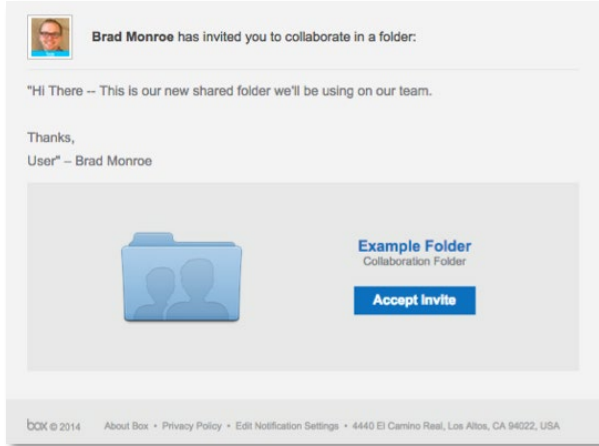 Brad Monroe has invited you to collaborate in a folder:
"Hi There -- This is our new shared folder we'll be using on our team.
Thanks,
User" – Brad Monroe
Example Folder
Collaboration Folder
Accept Invite
box © 2014 About Box • Privacy Policy • Edit Notification Settings • 4440 El Camino Real, Los Altos, CA 94022, USA